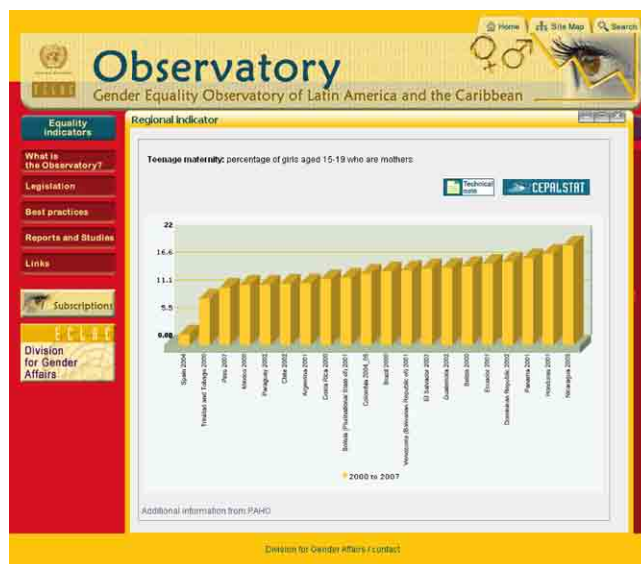 Home
Site Map
Search
Observatory
Gender Equality Observatory of Latin America and the Caribbean
Equality
indicators
What is
the Observatory?
Legislation
Best practices
Reports and Studies
Links
Subscriptions
ECLAC
Division
for Gender
Affairs
Regional indicator
Teenage maternity: percentage of girls aged 15-19 who are mothers
Technical
note
CEPALSTAT
22
16.6
11.1
5.5
0.00
Spain 2004
Trinidad and Tobago 2000
Peru 2007
Mexico 2000
Paraguay 2002
Chile 2002
Argentina 2001
Costa Rica 2000
Bolivia (Plurinational State of) 2001
Colombia 2004_05
Brazil 2000
Venezuela (Bolivarian Republic of) 2001
El Salvador 2007
Guatemala 2002
Belize 2000
Ecuador 2001
Dominican Republic 2002
Panama 2001
Honduras 2001
Nicaragua 2005
2000 to 2007
Additional information from PAHO
Division for Gender Affairs / contact